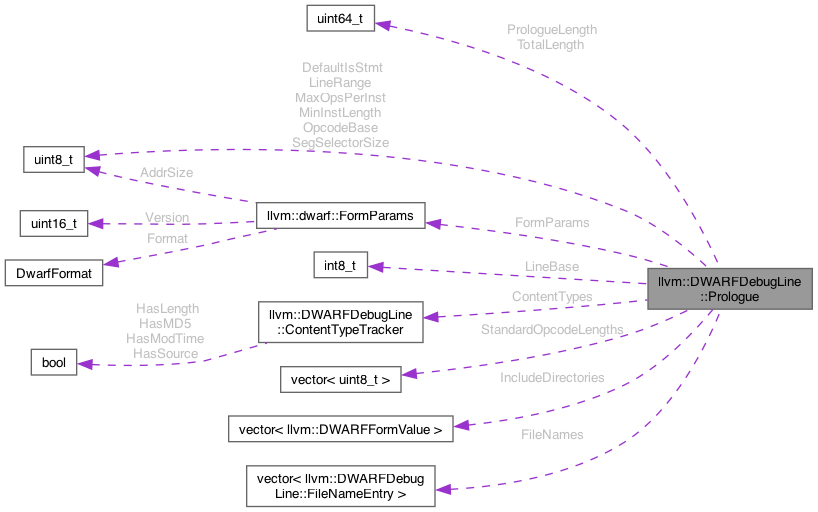 uint64_t
PrologueLength
TotalLength
DefaultIsStmt
LineRange
MaxOpsPerInst
MinInstLength
OpcodeBase
SegSelectorSize
uint8_t
AddrSize
llvm::dwarf::FormParams
uint16_t
Version
FormParams
Format
DwarfFormat
int8_t
LineBase
llvm::DWARFDebugLine
::Prologue
ContentTypes
HasLength
HasMD5
HasModTime
HasSource
llvm::DWARFDebugLine
::ContentTypeTracker
StandardOpcodeLengths
bool
vector< uint8_t >
IncludeDirectories
vector< llvm::DWARFFormValue >
FileNames
vector< llvm::DWARFDebug
Line::FileNameEntry >